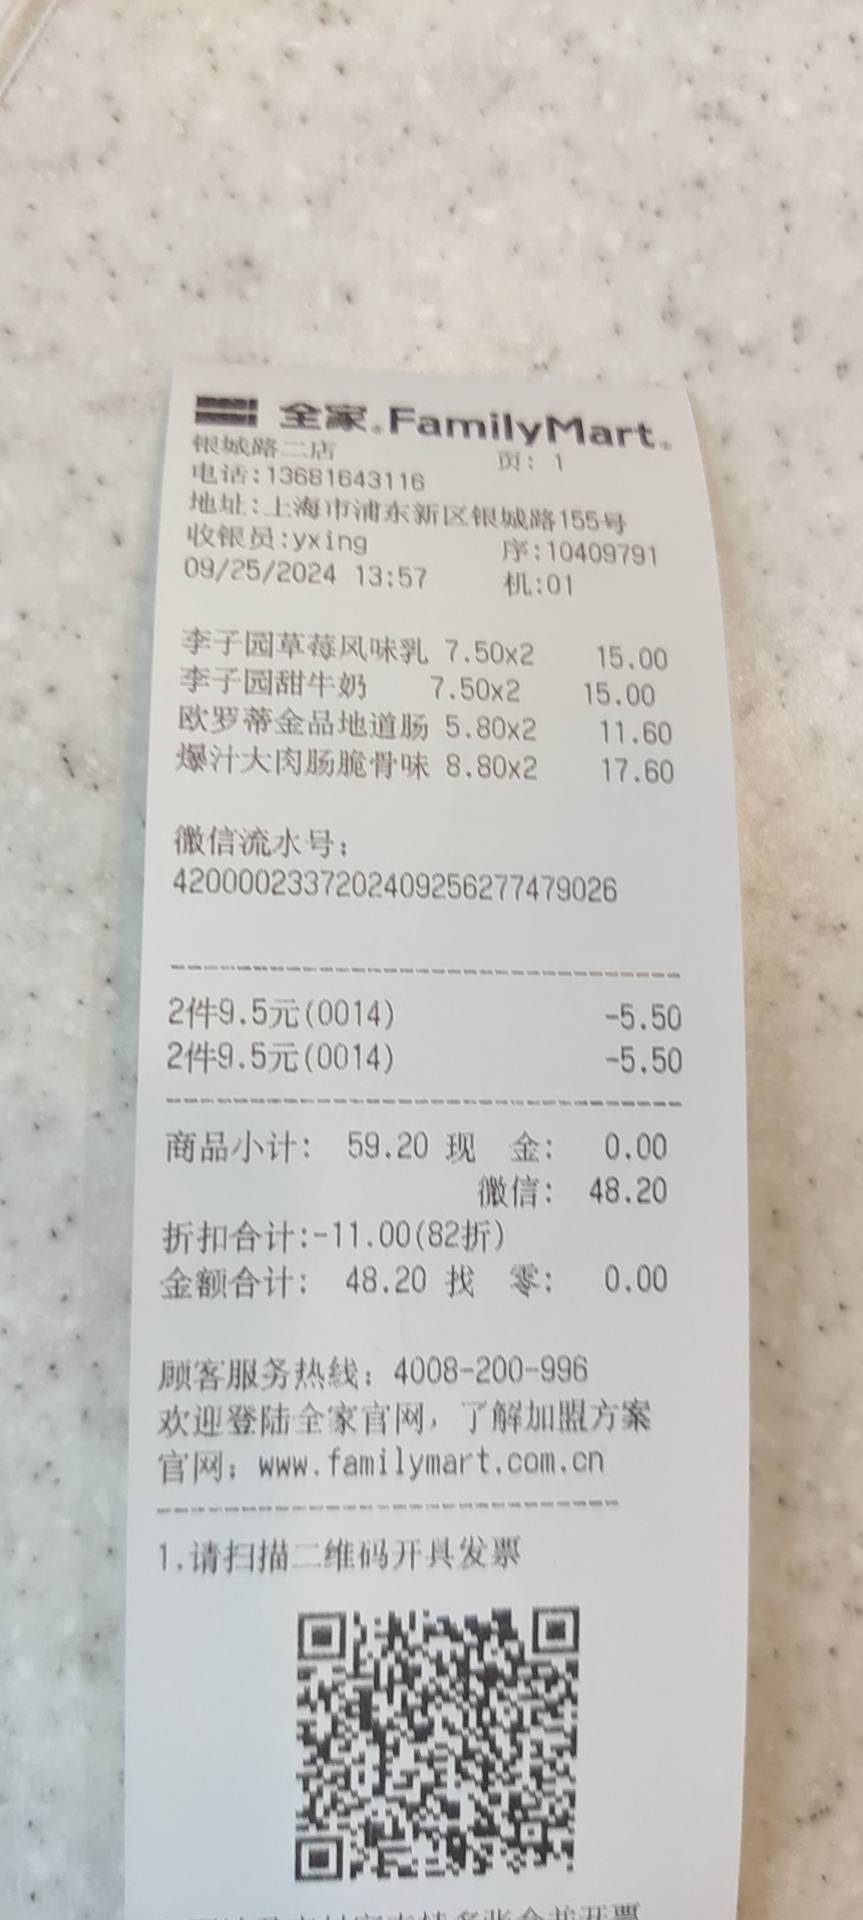 全家 FamilyMart
银城路二店 页: 1
电话:13681643116
地址:上海市浦东新区银城路155号
收银员:yxing 序:10409791
09/25/2024 13:57 机:01
李子园草莓风味乳 7.50x2 15.00
李子园甜牛奶 7.50x2 15.00
欧罗蒂金品地道肠 5.80x2 11.60
爆汁大肉肠脆骨味 8.80x2 17.60
微信流水号:
4200002337202409256277479026
2件9.5元(0014) -5.50
2件9.5元(0014) -5.50
商品小计: 59.20 现 金: 0.00
微信: 48.20
折扣合计:-11.00(82折)
金额合计: 48.20 找 零: 0.00
顾客服务热线: 4008-200-996
欢迎登陆全家官网, 了解加盟方案
官网: www.familymart.com.cn
1.请扫描二维码开具发票